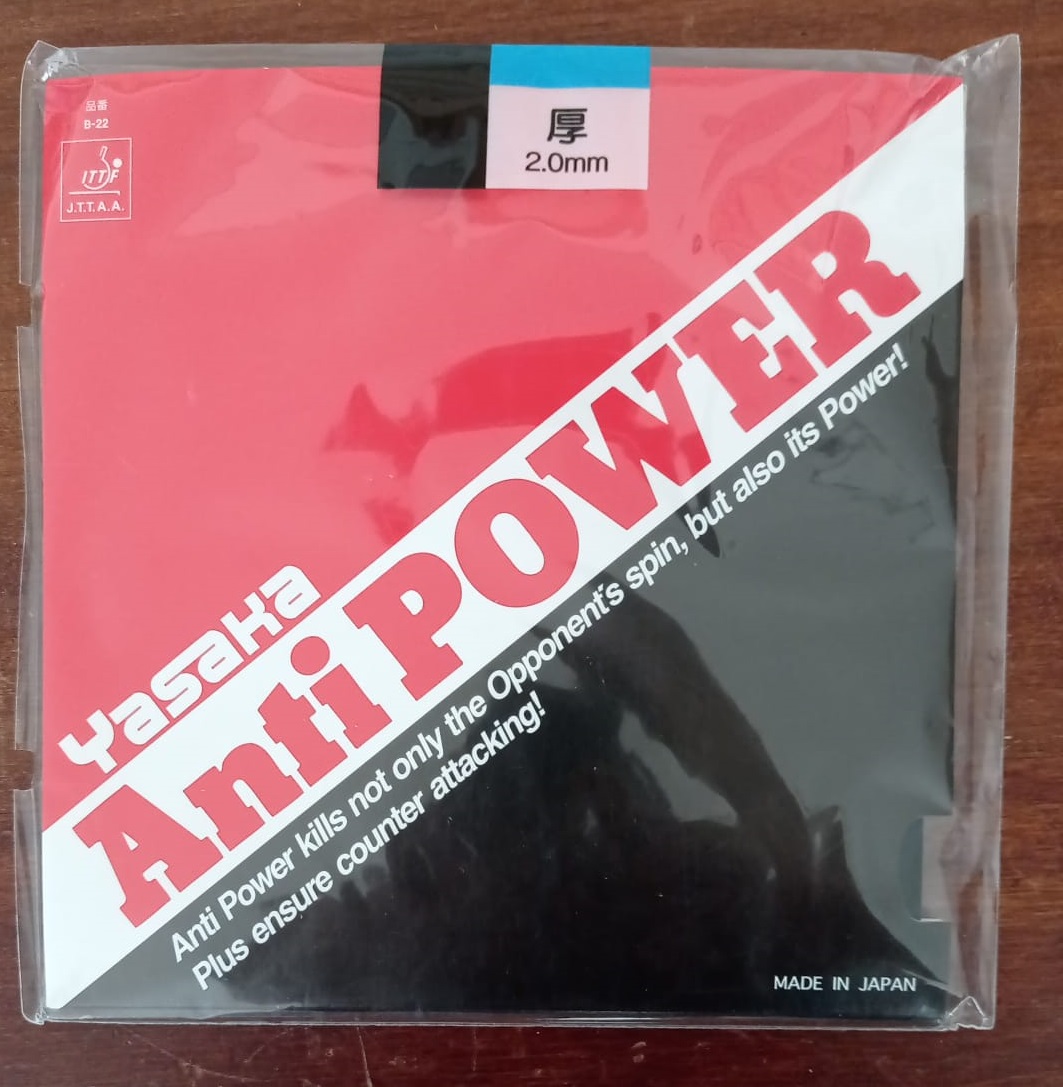 品番
B-22
ITTF
J.T.T.A.A.
厚
2.0mm
Yasaka
Anti POWER
Anti Power kills not only the Opponent's spin, but also its Power!
Plus ensure counter attacking!
MADE IN JAPAN